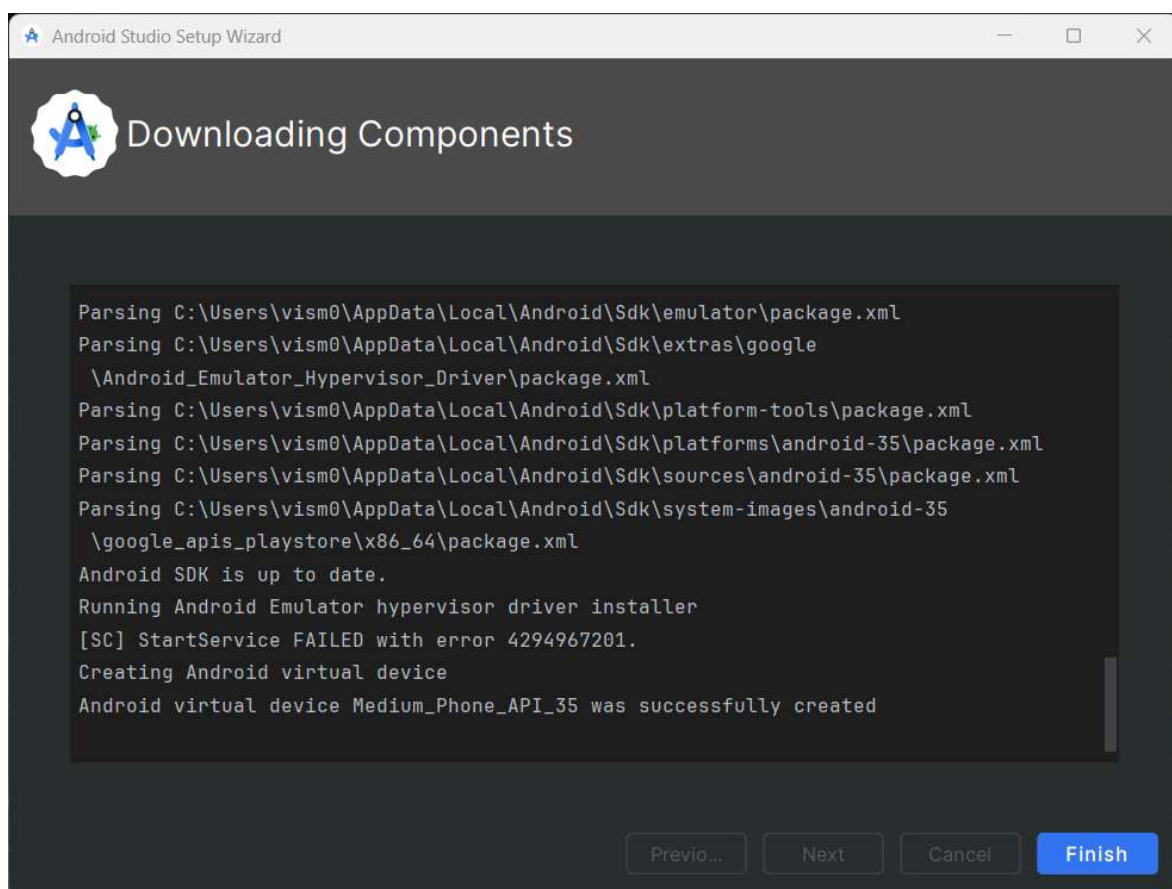 Android Studio Setup Wizard
Downloading Components
Parsing C:\Users\vism0\AppData\Local\Android\Sdk\emulator\package.xml
Parsing C:\Users\vism0\AppData\Local\Android\Sdk\extras\google
\Android_Emulator_Hypervisor_Driver\package.xml
Parsing C:\Users\vism0\AppData\Local\Android\Sdk\platform-tools\package.xml
Parsing C:\Users\vism0\AppData\Local\Android\Sdk\platforms\android-35\package.xml
Parsing C:\Users\vism0\AppData\Local\Android\Sdk\sources\android-35\package.xml
Parsing C:\Users\vism0\AppData\Local\Android\Sdk\system-images\android-35
\google_apis_playstore\x86_64\package.xml
Android SDK is up to date.
Running Android Emulator hypervisor driver installer
[SC] StartService FAILED with error 4294967201.
Creating Android virtual device
Android virtual device Medium_Phone_API_35 was successfully created
Previo... Next Cancel Finish